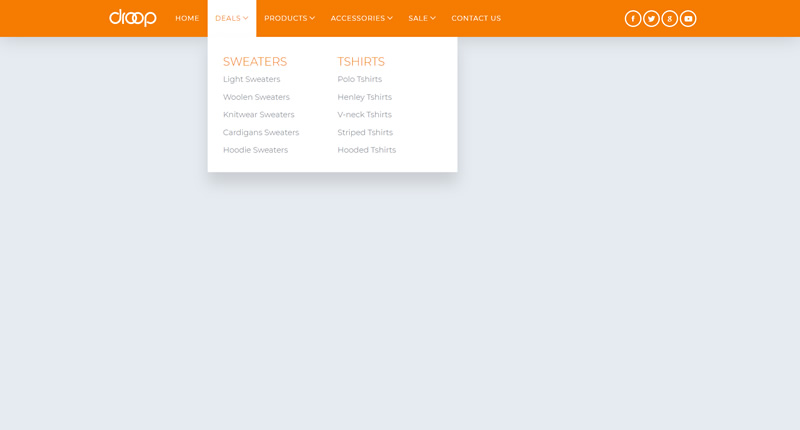 droop HOME DEALS PRODUCTS ACCESSORIES SALE CONTACT US
SWEATERS TSHIRTS
Light Sweaters Polo Tshirts
Woolen Sweaters Henley Tshirts
Knitwear Sweaters V-neck Tshirts
Cardigans Sweaters Striped Tshirts
Hoodie Sweaters Hooded Tshirts